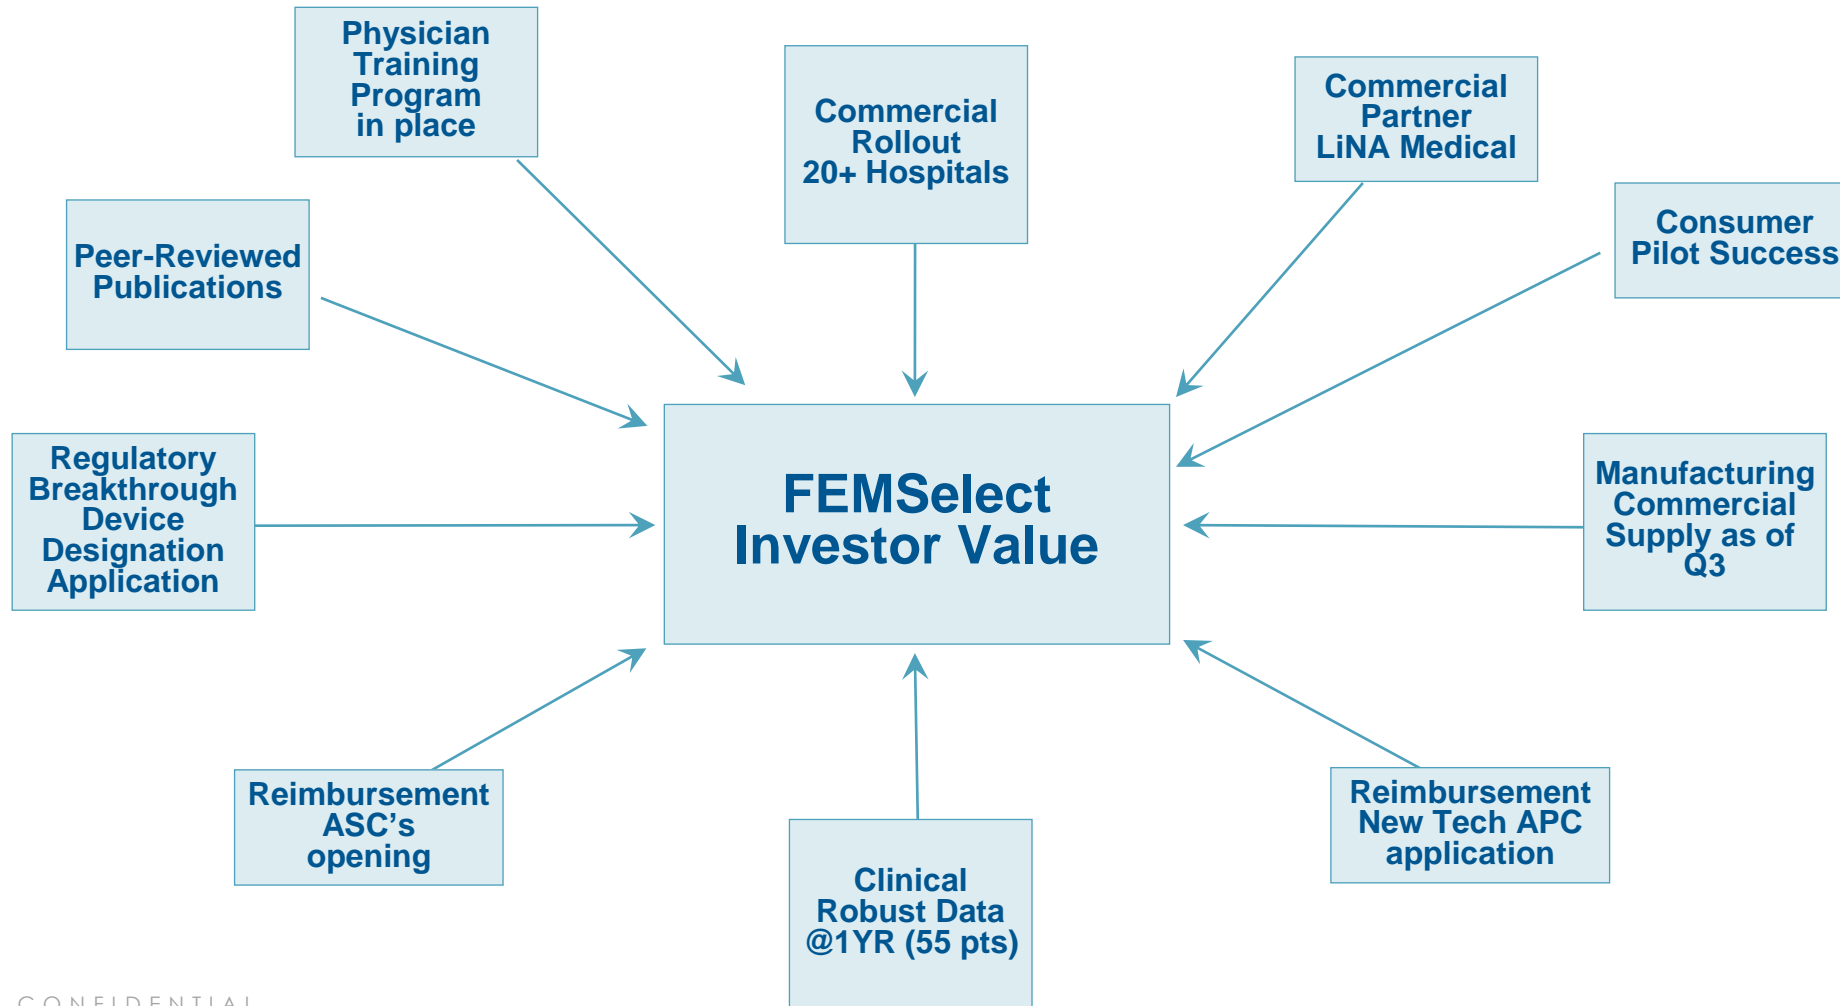 Physician
Training
Program
in place
Commercial
Rollout
20+ Hospitals
Commercial
Partner
LiNA Medical
Consumer
Pilot Success
Peer-Reviewed
Publications
FEMSelect
Investor Value
Regulatory
Breakthrough
Device
Designation
Application
Manufacturing
Commercial
Supply as of
Q3
Reimbursement
ASC's
opening
Clinical
Robust Data
@1YR (55 pts)
Reimbursement
New Tech APC
application
CONFIDENTIAL